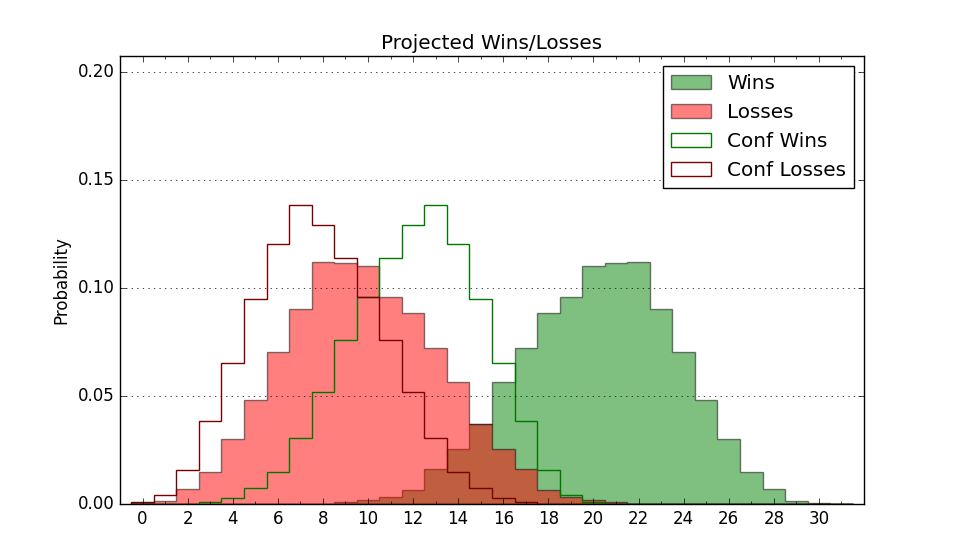 Projected Wins/Losses
0.20
0.15
0.10
0.05
0.00
Probability
Wins
Losses
Conf Wins
Conf Losses
0 2 4 6 8 10 12 14 16 18 20 22 24 26 28 30